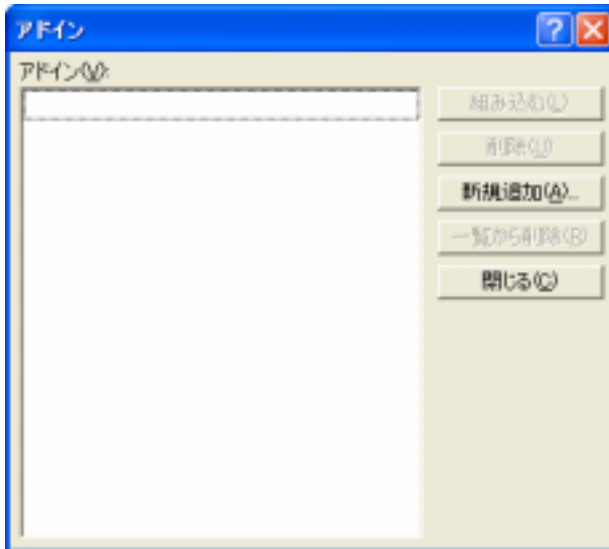 アドイン
アドイン(V):
組み込む(L)
削除(U)
新規追加(A)...
一覧から削除(R)
閉じる(C)